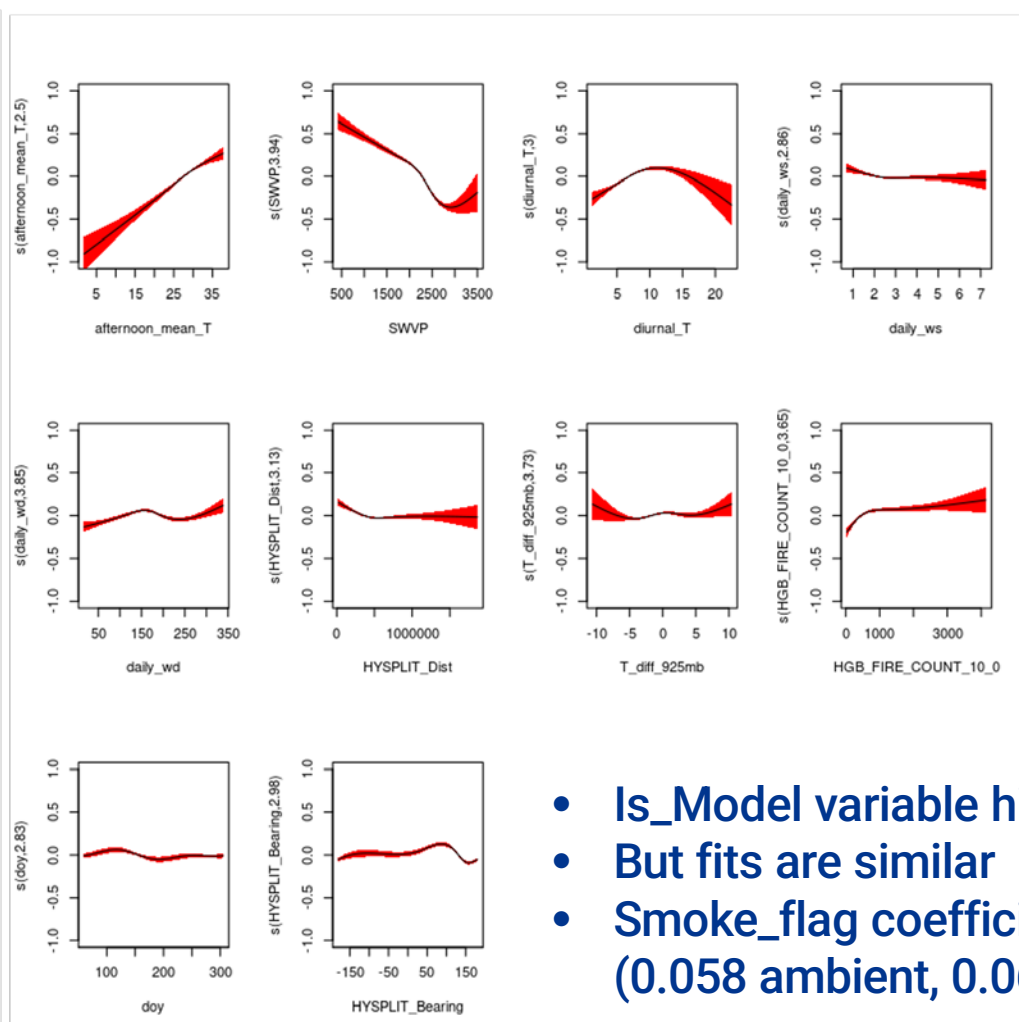 s(afternoon_mean_T,2.5)
1.0
0.5
0.0
-0.5
-1.0
5 15 25 35
afternoon_mean_T
s(SWVP,3.94)
1.0
0.5
0.0
-0.5
-1.0
500 1500 2500 3500
SWVP
s(diurnal_T,3)
1.0
0.5
0.0
-0.5
-1.0
5 10 15 20
diurnal_T
s(daily_ws,2.86)
1.0
0.5
0.0
-0.5
-1.0
1 2 3 4 5 6 7
daily_ws
s(daily_wd,3.85)
1.0
0.5
0.0
-0.5
-1.0
50 150 250 350
daily_wd
s(HYSPLIT_Dist,3.13)
1.0
0.5
0.0
-0.5
-1.0
0 1000000
HYSPLIT_Dist
s(T_diff_925mb,3.73)
1.0
0.5
0.0
-0.5
-1.0
-10 -5 0 5 10
T_diff_925mb
s(HGB_FIRE_COUNT_10_0,3.65)
1.0
0.5
0.0
-0.5
-1.0
0 1000 3000
HGB_FIRE_COUNT_10_0
s(doy,2.83)
1.0
0.5
0.0
-0.5
-1.0
100 200 300
doy
s(HYSPLIT_Bearing,2.98)
1.0
0.5
0.0
-0.5
-1.0
-150 -50 50 150
HYSPLIT_Bearing
• Is_Model variable h
• But fits are similar
• Smoke_flag coeffic
(0.058 ambient, 0.0